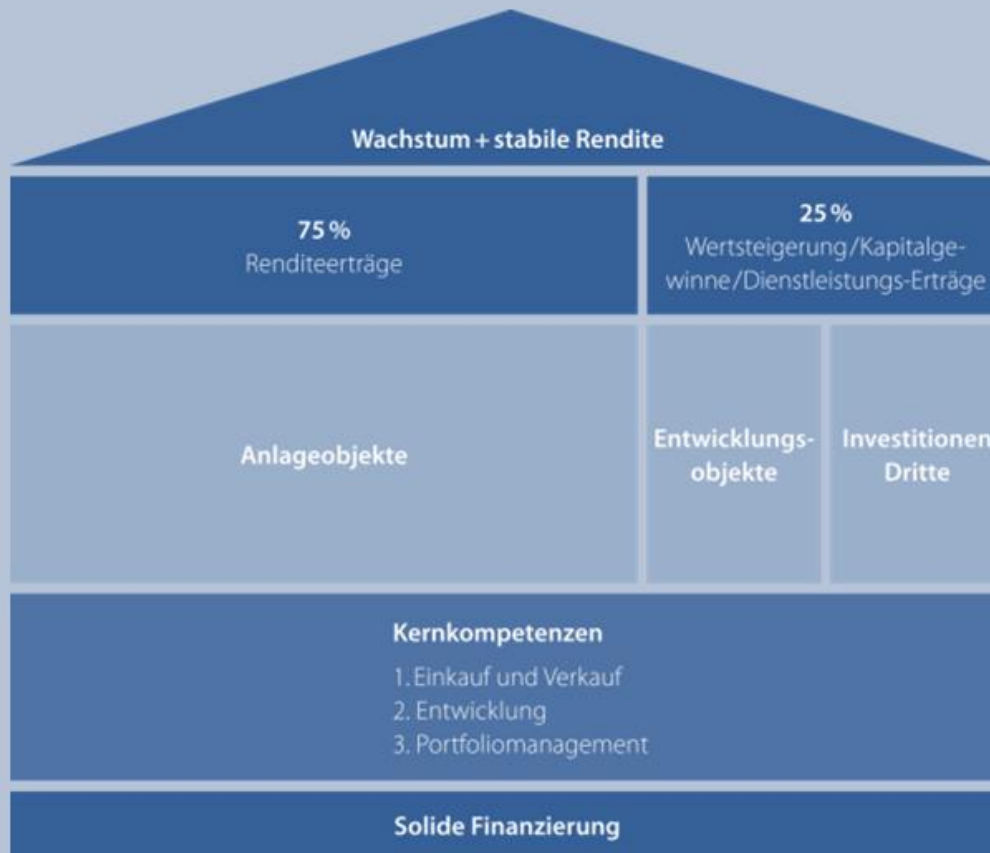 Wachstum + stabile Rendite
75 %
Renditeerträge
25 %
Wertsteigerung/Kapitalge-
winne/Dienstleistungs-Erträge
Anlageobjekte
Entwicklungs-
objekte
Investitionen
Dritte
Kernkompetenzen
1. Einkauf und Verkauf
2. Entwicklung
3. Portfoliomanagement
Solide Finanzierung